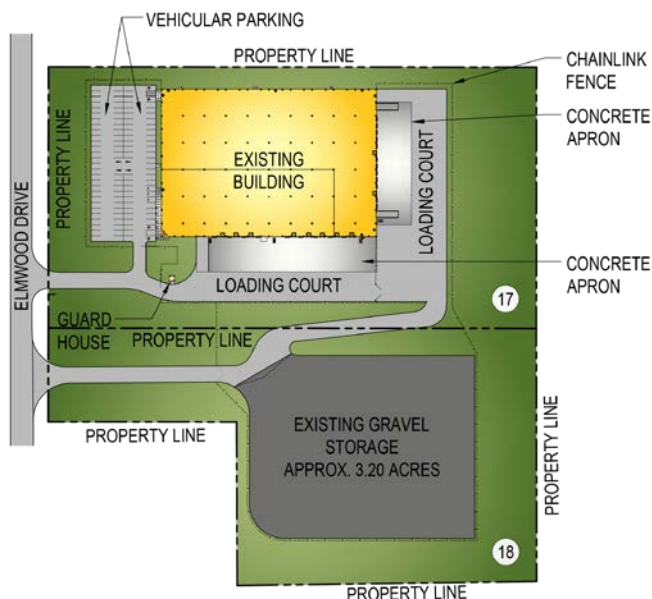 VEHICULAR PARKING
PROPERTY LINE
CHAINLINK
FENCE
PROPERTY LINE
CONCRETE
APRON
ELMWOOD DRIVE
EXISTING
BUILDING
LOADING COURT
CONCRETE
APRON
LOADING COURT
17
GUARD
HOUSE
PROPERTY LINE
EXISTING GRAVEL
STORAGE
APPROX. 3.20 ACRES
PROPERTY LINE
PROPERTY LINE
18
PROPERTY LINE